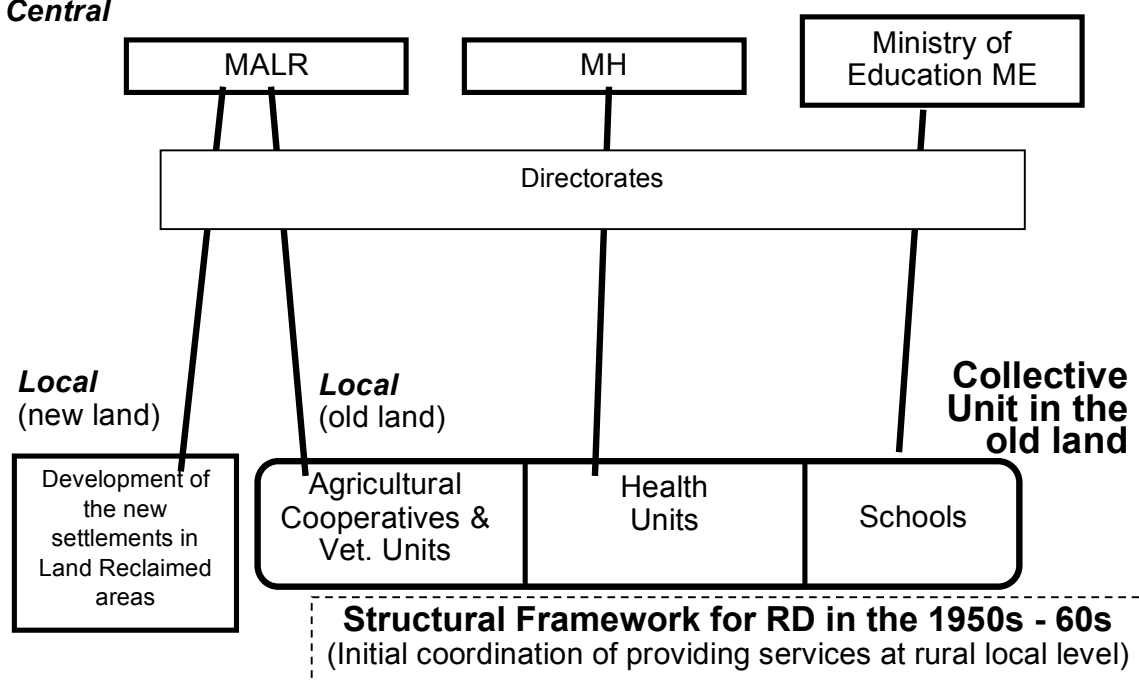 Central
MALR
MH
Ministry of
Education ME
Directorates
Local
(new land)
Local
(old land)
Collective
Unit in the
old land
Development of
the new
settlements in
Land Reclaimed
areas
Agricultural
Cooperatives &
Vet. Units
Health
Units
Schools
Structural Framework for RD in the 1950s - 60s
(Initial coordination of providing services at rural local level)